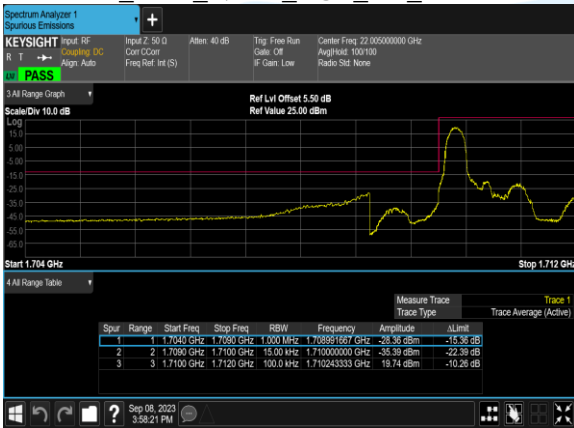 Spectrum Analyzer 1
Spurious Emissions
+
KEYSIGHT Input: RF
R T Coupling: DC
Align: Auto
Input Z: 50 Ω
Corr CCorr
Freq Ref: Int (S)
Atten: 40 dB
Trig: Free Run
Gate: Off
IF Gain: Low
Center Freq: 22.005000000 GHz
Avg|Hold: 100/100
Radio Std: None
LV PASS
3 All Range Graph
Scale/Div 10.0 dB
Ref Lvl Offset 5.50 dB
Ref Value 25.00 dBm
Log
15.0
5.00
-5.00
-15.0
-25.0
-35.0
-45.0
-55.0
-65.0
Start 1.704 GHz Stop 1.712 GHz
4 All Range Table
Measure Trace Trace 1
Trace Type Trace Average (Active)
Spur Range Start Freq Stop Freq RBW Frequency Amplitude ΔLimit
1 1 1.7040 GHz 1.7090 GHz 1.000 MHz 1.708991667 GHz -28.36 dBm -15.36 dB
2 2 1.7090 GHz 1.7100 GHz 15.00 kHz 1.710000000 GHz -35.39 dBm -22.39 dB
3 3 1.7100 GHz 1.7120 GHz 100.0 kHz 1.710243333 GHz 19.74 dBm -10.26 dB
?
Sep 08, 2023
3:58:21 PM